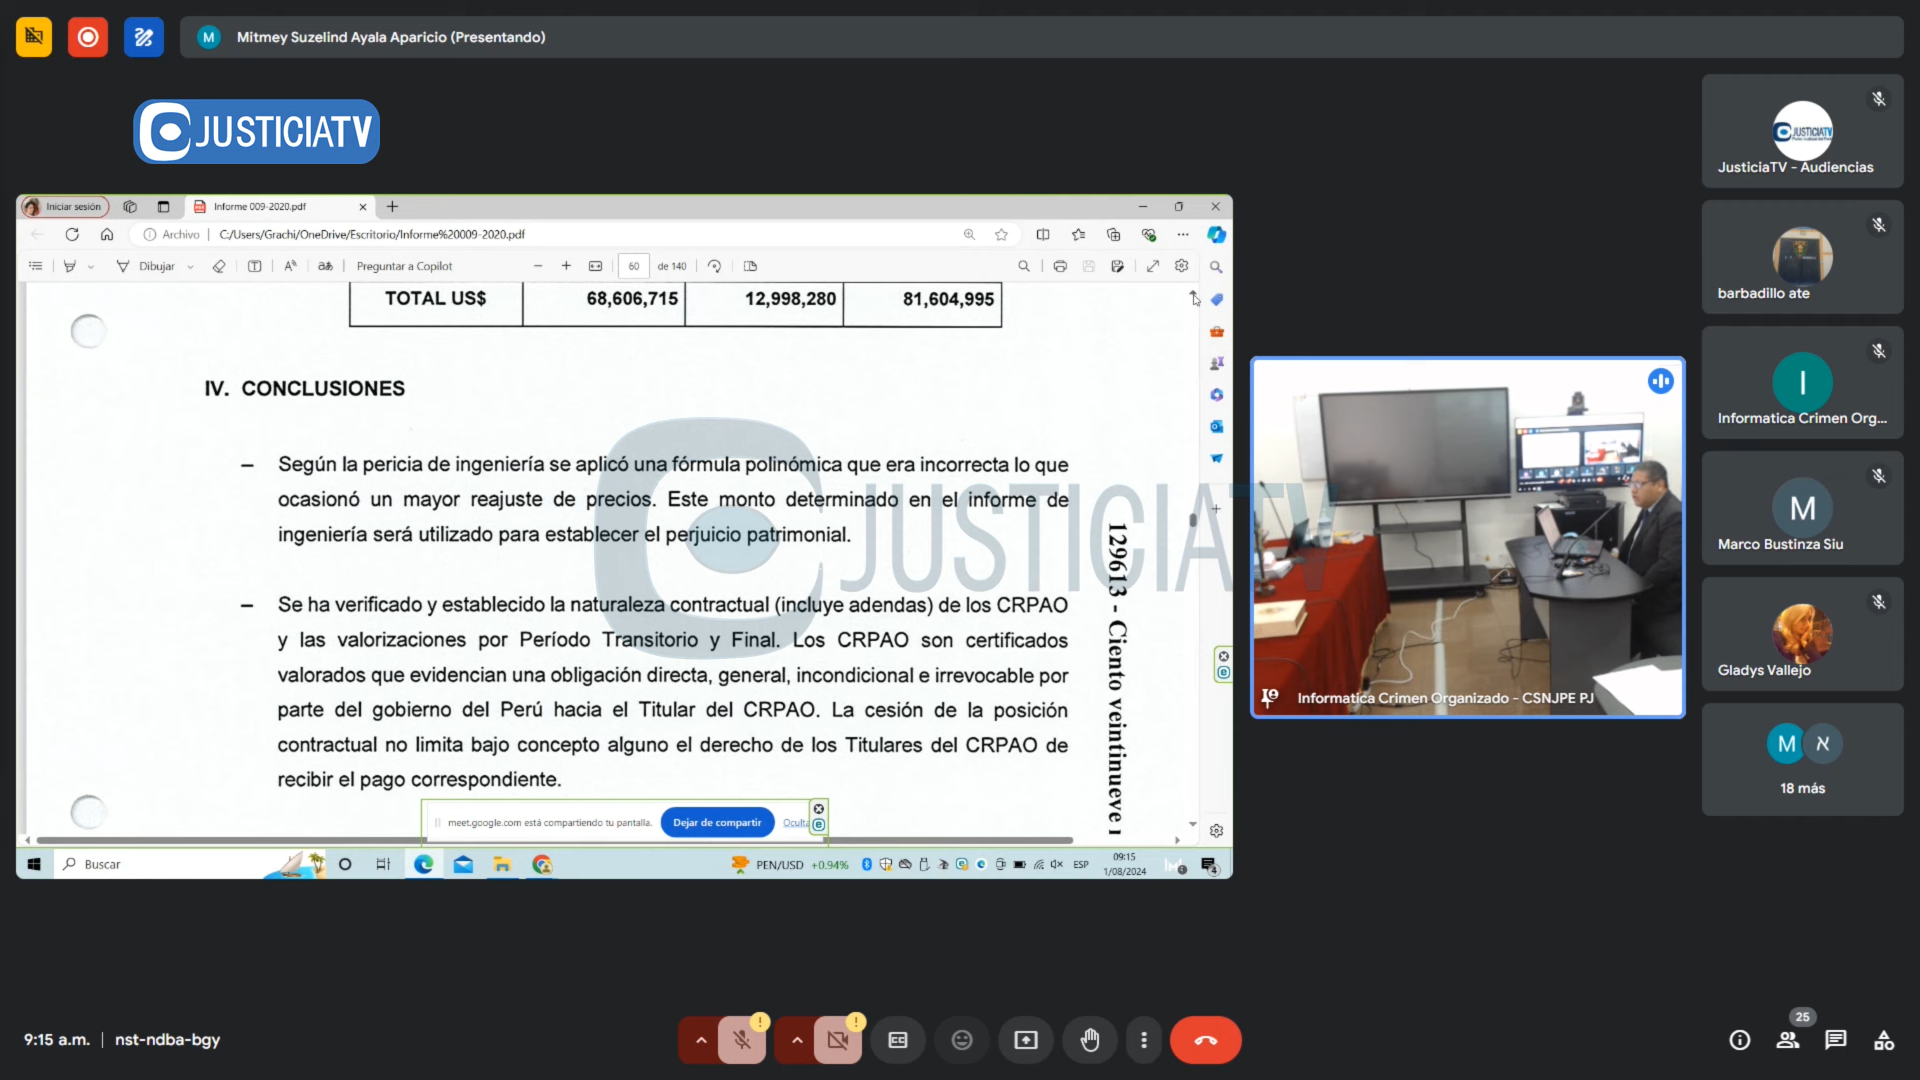 M Mitmey Suzelind Ayala Aparicio (Presentando)
JUSTICIATV
Iniciar sesión
Informe 009-2020.pdf
Archivo | C:/Users/Grachi/OneDrive/Escritorio/Informe%20009-2020.pdf
Dibujar
Preguntar a Copilot
60 de 140
TOTAL US$ 68,606,715 12,998,280 81,604,995
IV. CONCLUSIONES
– Según la pericia de ingeniería se aplicó una fórmula polinómica que era incorrecta lo que
ocasionó un mayor reajuste de precios. Este monto determinado en el informe de
ingeniería será utilizado para establecer el perjuicio patrimonial.
– Se ha verificado y establecido la naturaleza contractual (incluye adendas) de los CRPAO
y las valorizaciones por Período Transitorio y Final. Los CRPAO son certificados
valorados que evidencian una obligación directa, general, incondicional e irrevocable por
parte del gobierno del Perú hacia el Titular del CRPAO. La cesión de la posición
contractual no limita bajo concepto alguno el derecho de los Titulares del CRPAO de
recibir el pago correspondiente.
129613 - Ciento veintinueve
JUSTICIATV
meet.google.com está compartiendo tu pantalla.
Dejar de compartir
Oculta
Buscar
PEN/USD +0.94%
ESP
09:15
1/08/2024
4
Informatica Crimen Organizado - CSNJPE PJ
JUSTICIATV
JusticiaTV - Audiencias
barbadillo ate
I
Informatica Crimen Org...
M
Marco Bustinza Siu
Gladys Vallejo
M א
18 más
9:15 a.m. | nst-ndba-bgy
25